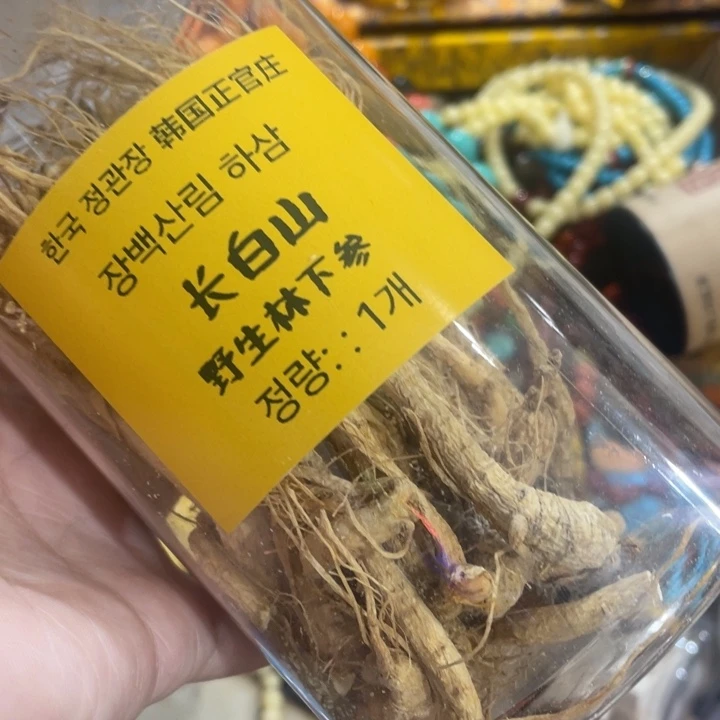 한국 정관장 韩国正官庄
장백산림 하삼
长白山
野生林下参
정량: : 1개